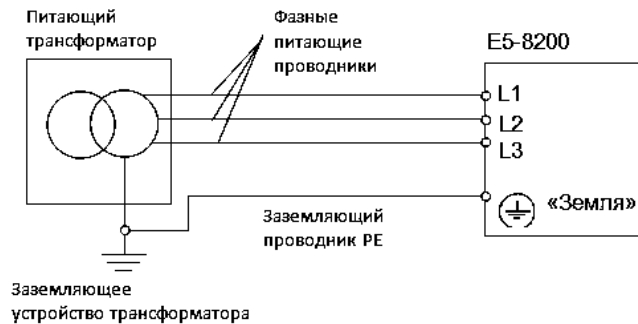 Питающий
трансформатор
Фазные
питающие
проводники
E5-8200
L1
L2
L3
«Земля»
Заземляющий
проводник PE
Заземляющее
устройство трансформатора